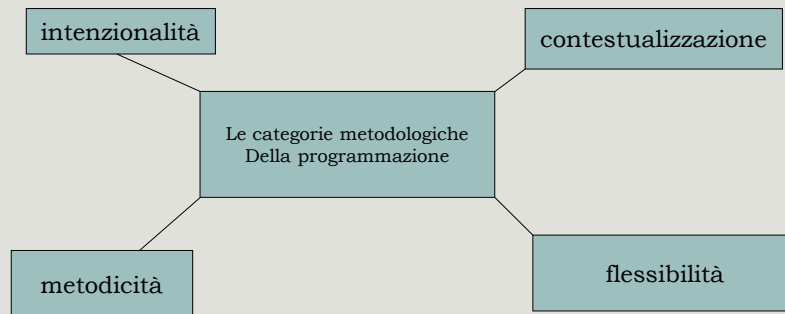 intenzionalità
contestualizzazione
Le categorie metodologiche
Della programmazione
metodicità
flessibilità